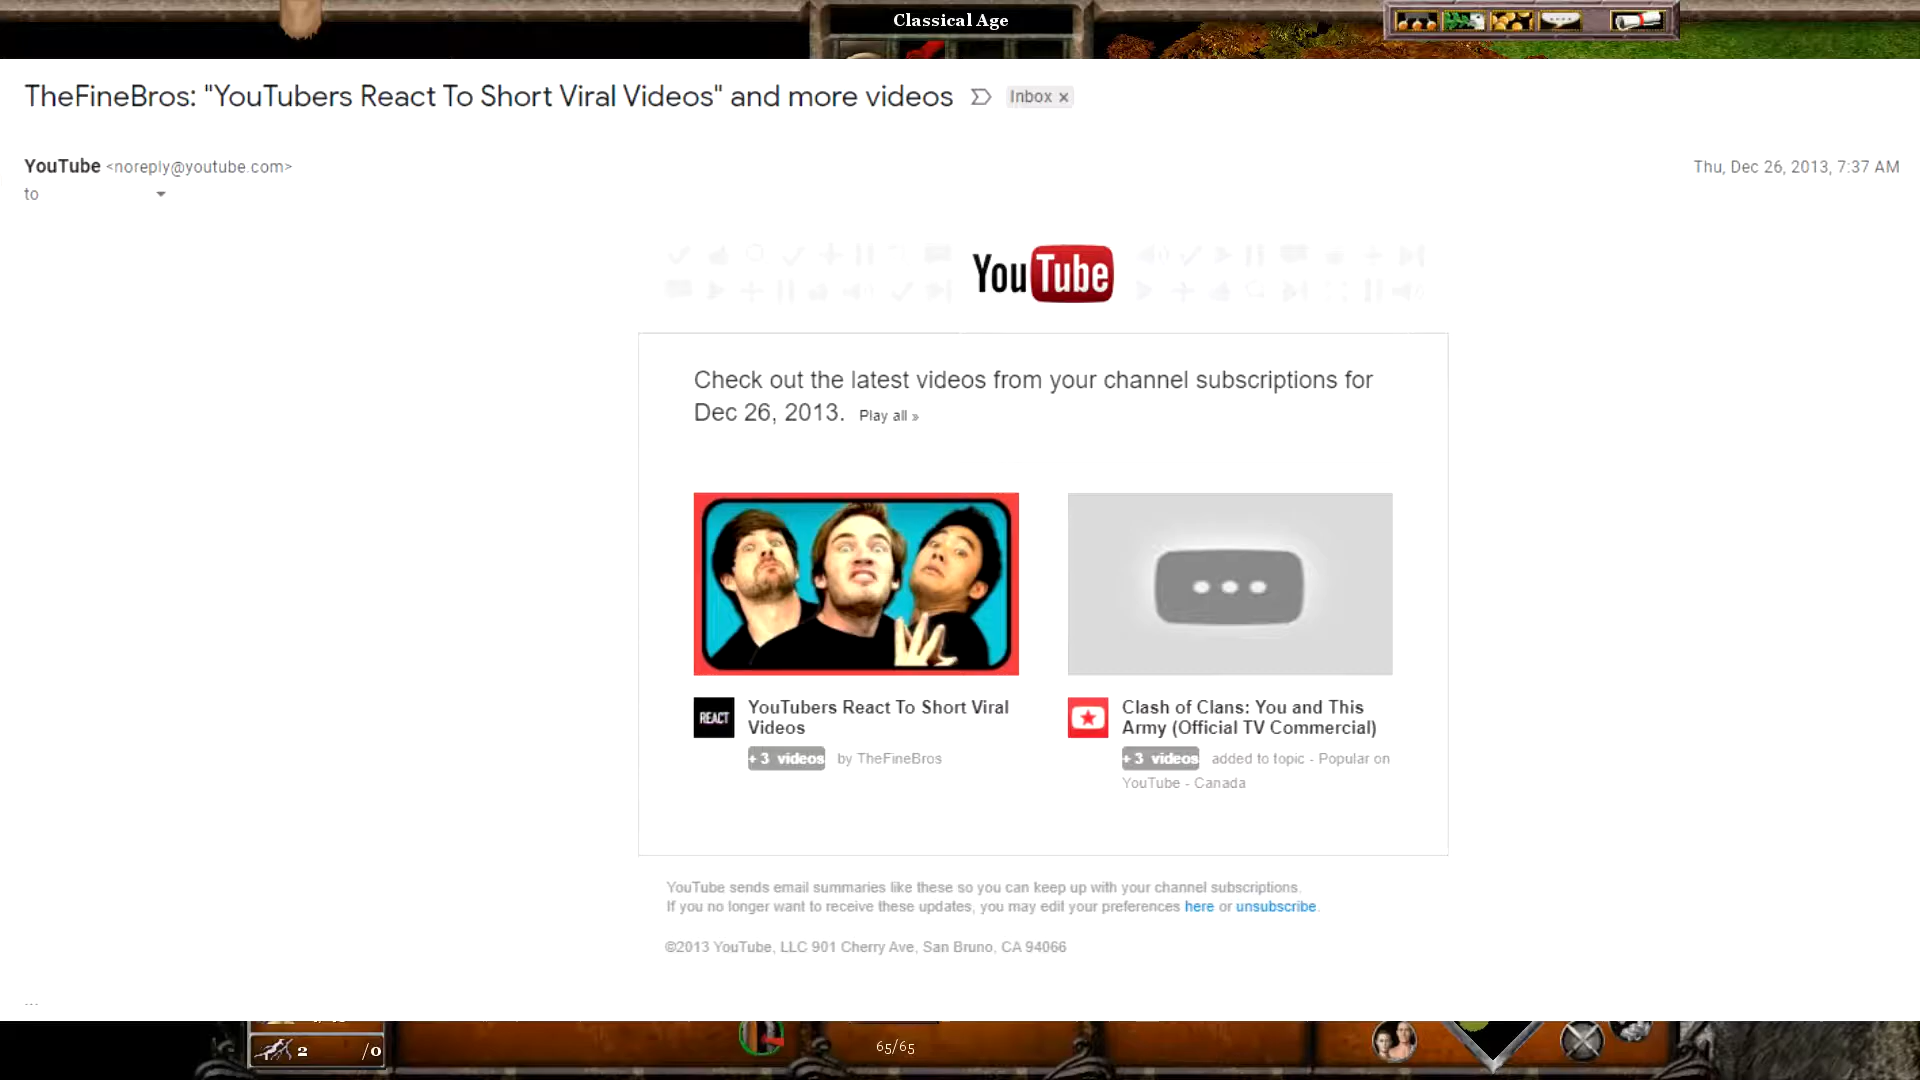 Classical Age
TheFineBros: "YouTubers React To Short Viral Videos" and more videos
Inbox x
YouTube <noreply@youtube.com>
Thu, Dec 26, 2013, 7:37 AM
to
YouTube
Check out the latest videos from your channel subscriptions for
Dec 26, 2013. Play all »
REACT
YouTubers React To Short Viral
Videos
+ 3 videos by TheFineBros
Clash of Clans: You and This
Army (Official TV Commercial)
+ 3 videos added to topic - Popular on
YouTube - Canada
YouTube sends email summaries like these so you can keep up with your channel subscriptions.
If you no longer want to receive these updates, you may edit your preferences here or unsubscribe.
©2013 YouTube, LLC 901 Cherry Ave, San Bruno, CA 94066
...
2 /0
65/65